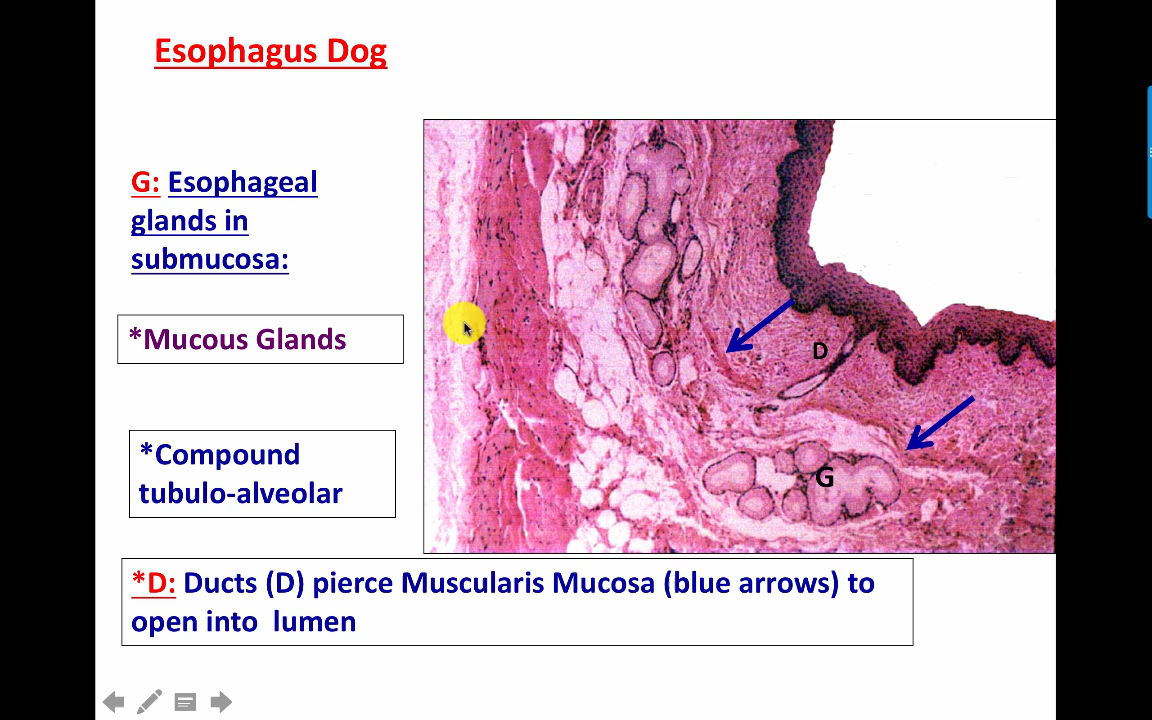 Esophagus Dog
G: Esophageal
glands in
submucosa:
*Mucous Glands
*Compound
tubulo-alveolar
D
G
*D: Ducts (D) pierce Muscularis Mucosa (blue arrows) to
open into  lumen